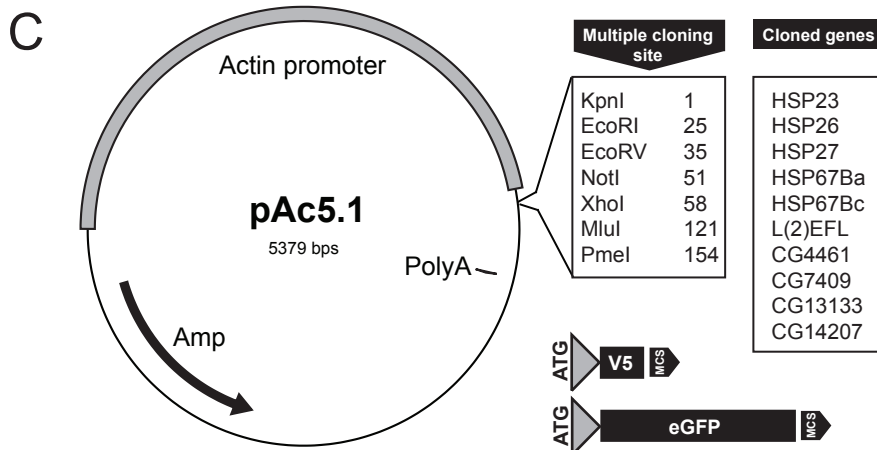 C
Actin promoter
pAc5.1
5379 bps
PolyA
Amp
Multiple cloning
site
KpnI 1
EcoRI 25
EcoRV 35
NotI 51
XhoI 58
MluI 121
PmeI 154
Cloned genes
HSP23
HSP26
HSP27
HSP67Ba
HSP67Bc
L(2)EFL
CG4461
CG7409
CG13133
CG14207
ATG V5 MCS
ATG eGFP MCS